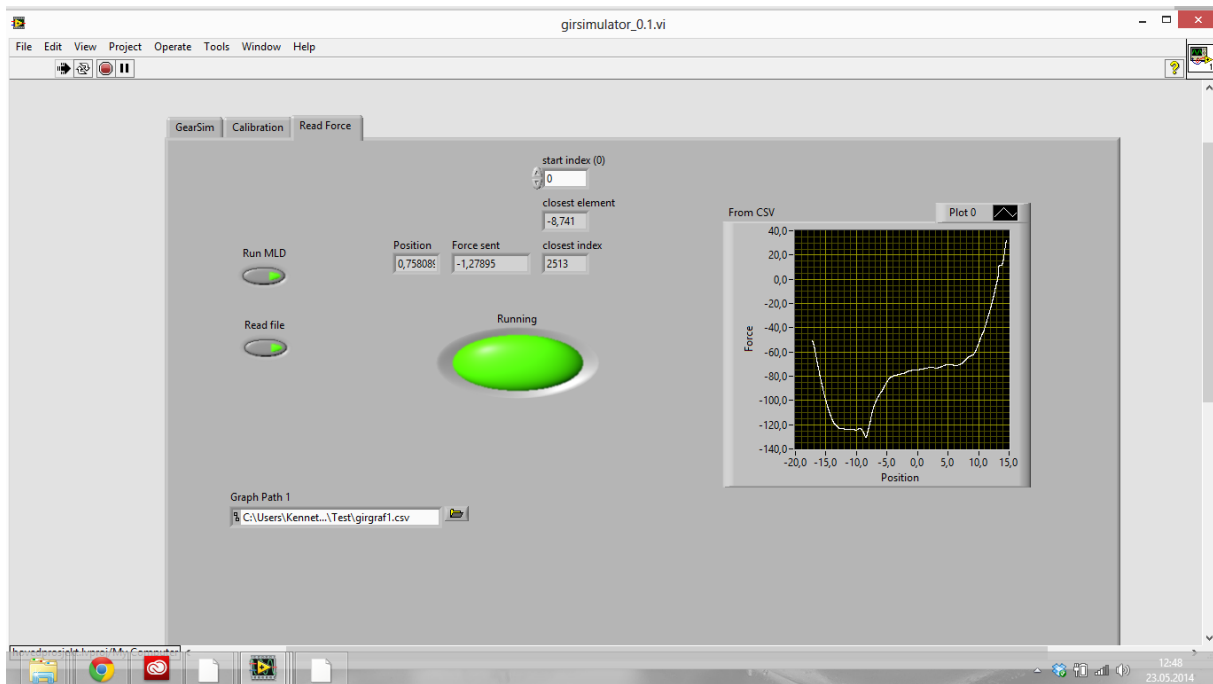 girsimulator_0.1.vi
File Edit View Project Operate Tools Window Help
GearSim Calibration Read Force
start index (0)
0
closest element
-8,741
Position Force sent closest index
0,758089 -1,27895 2513
Run MLD
Read file
Running
Graph Path 1
C:\Users\Kennet...\Test\girgraf1.csv
From CSV
Plot 0
40,0
20,0
0,0
-20,0
-40,0
-60,0
-80,0
-100,0
-120,0
-140,0
Force
-20,0 -15,0 -10,0 -5,0 0,0 5,0 10,0 15,0
Position
hovedprosjekt.lvproj/My Computer
12:48
23.05.2014